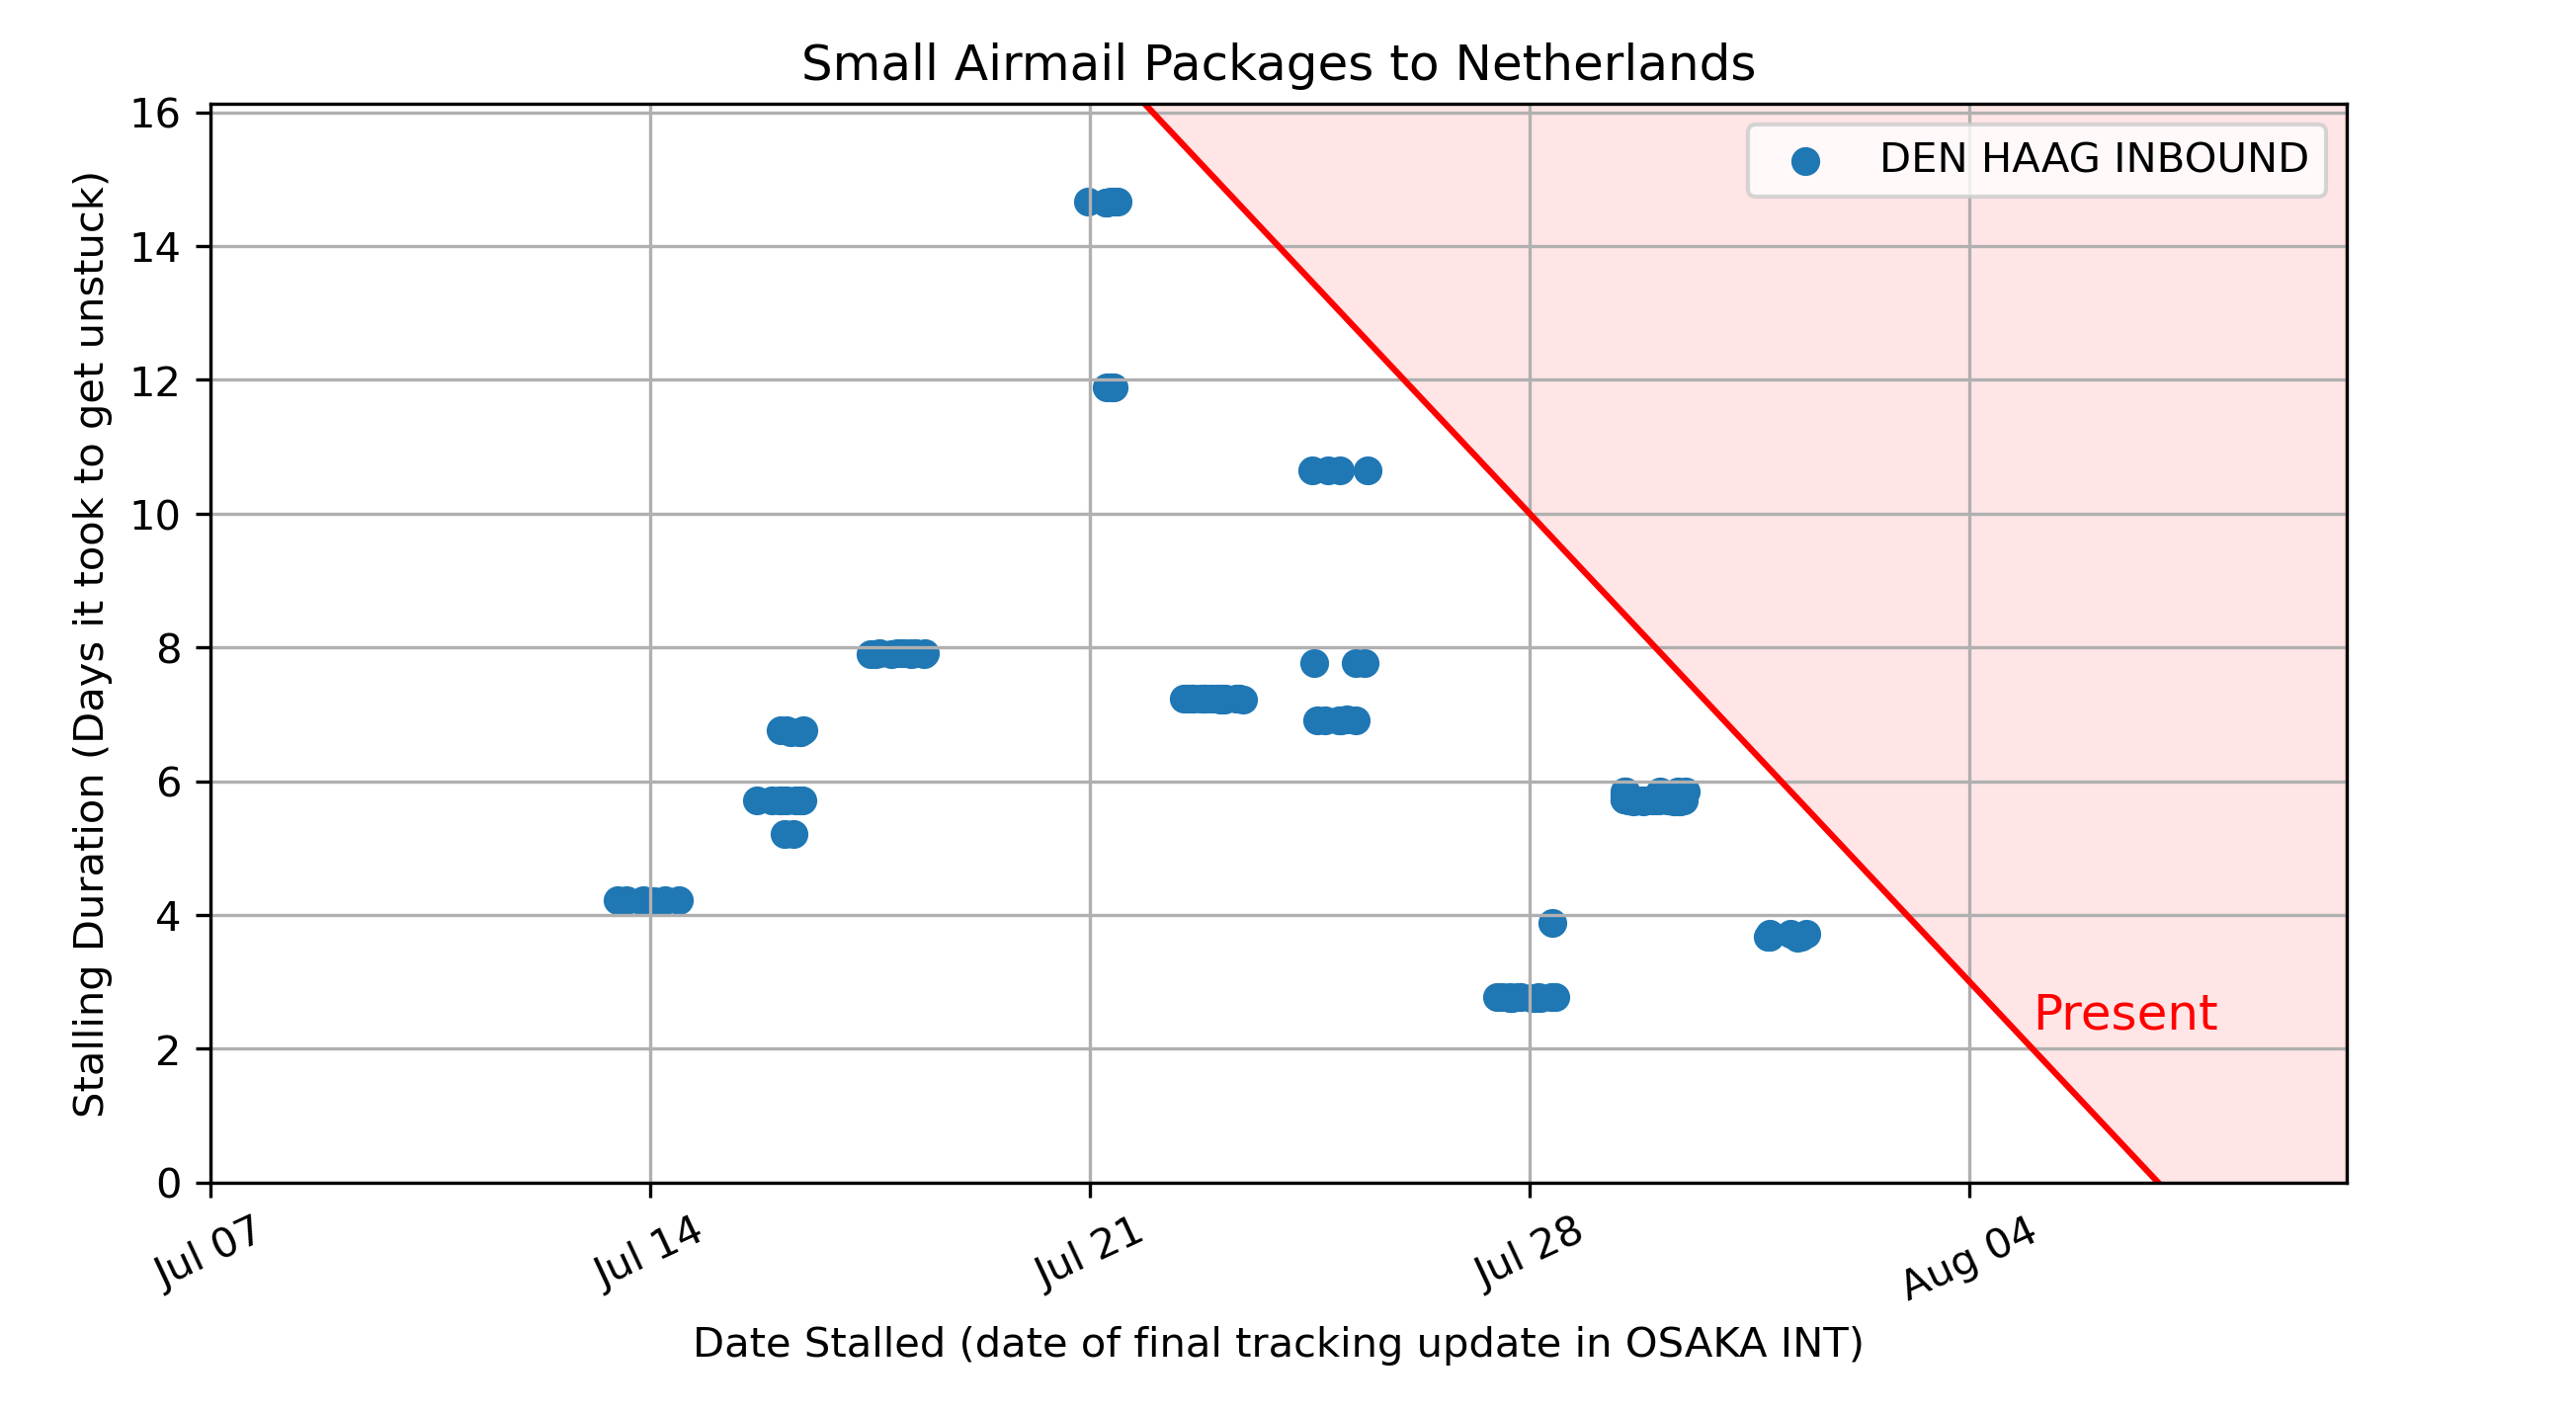 Small Airmail Packages to Netherlands
Stalling Duration (Days it took to get unstuck)
16
14
12
10
8
6
4
2
0
DEN HAAG INBOUND
Present
Jul 07
Jul 14
Jul 21
Jul 28
Aug 04
Date Stalled (date of final tracking update in OSAKA INT)